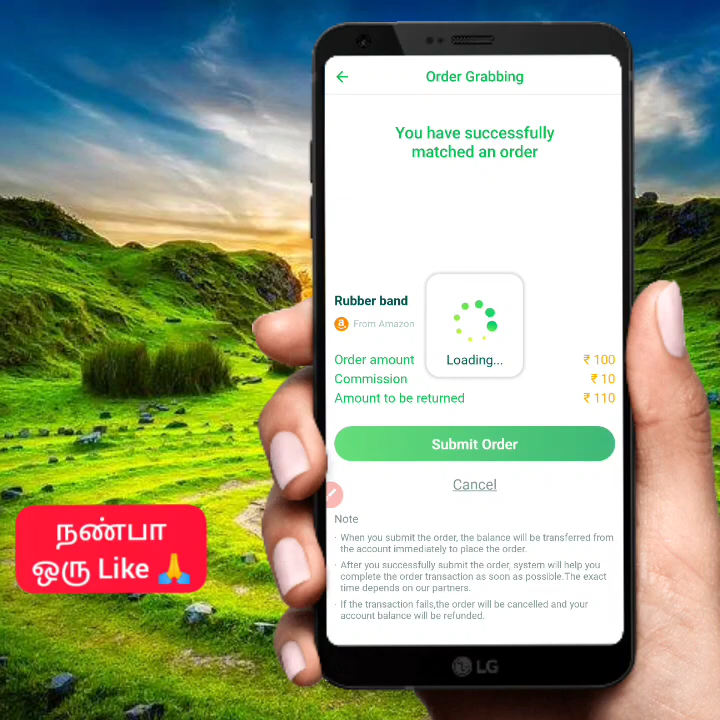 Order Grabbing
You have successfully
matched an order
Rubber band
a From Amazon
Loading...
Order amount ₹ 100
Commission ₹ 10
Amount to be returned ₹ 110
Submit Order
Cancel
Note
· When you submit the order, the balance will be transferred from
the account immediately to place the order.
· After you successfully submit the order, system will help you
complete the order transaction as soon as possible.The exact
time depends on our partners.
· If the transaction fails,the order will be cancelled and your
account balance will be refunded.
நண்பா
ஒரு Like 🙏
LG